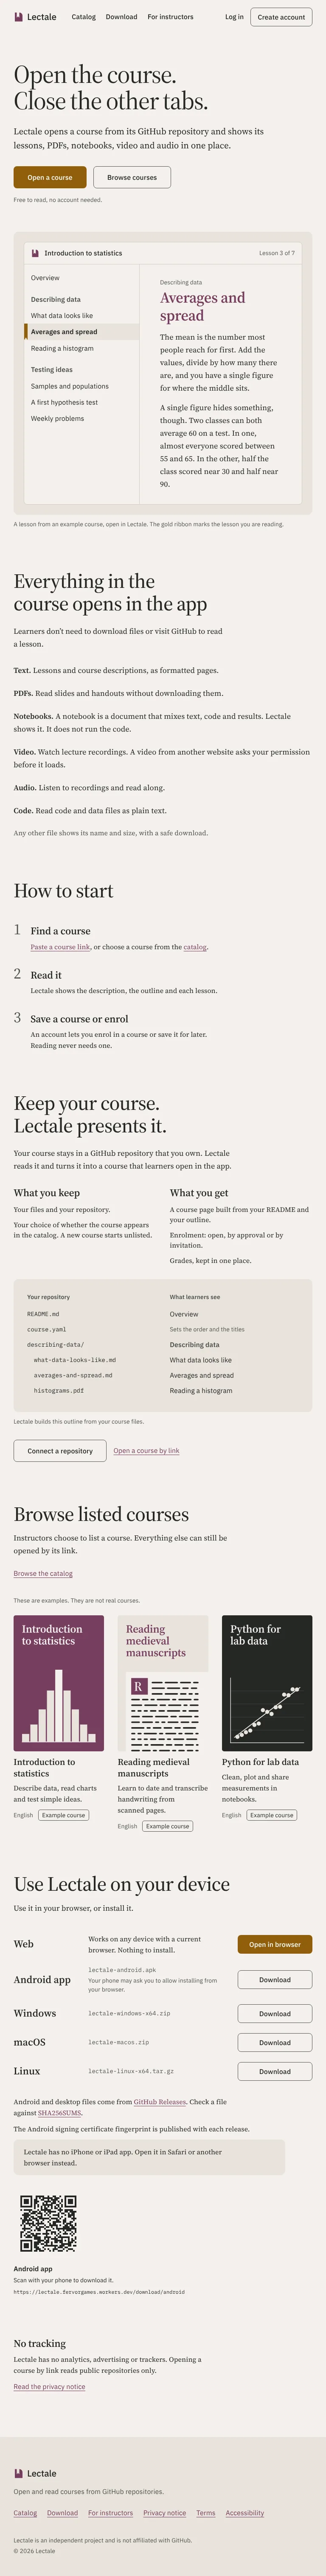 Lectale
Catalog
Download
For instructors
Log in
Create account
Open the course.
Close the other tabs.
Lectale opens a course from its GitHub repository and shows its
lessons, PDFs, notebooks, video and audio in one place.
Open a course
Browse courses
Free to read, no account needed.
Introduction to statistics
Lesson 3 of 7
Overview
Describing data
What data looks like
Averages and spread
Reading a histogram
Testing ideas
Samples and populations
A first hypothesis test
Weekly problems
Describing data
Averages and
spread
The mean is the number most
people reach for first. Add the
values, divide by how many there
are, and you have a single figure
for where the middle sits.
A single figure hides something,
though. Two classes can both
average 60 on a test. In one,
almost everyone scored between
55 and 65. In the other, half the
class scored near 30 and half near
90.
A lesson from an example course, open in Lectale. The gold ribbon marks the lesson you are reading.
Everything in the
course opens in the app
Learners don't need to download files or visit GitHub to read
a lesson.
Text. Lessons and course descriptions, as formatted pages.
PDFs. Read slides and handouts without downloading them.
Notebooks. A notebook is a document that mixes text, code and results. Lectale
shows it. It does not run the code.
Video. Watch lecture recordings. A video from another website asks your permission
before it loads.
Audio. Listen to recordings and read along.
Code. Read code and data files as plain text.
Any other file shows its name and size, with a safe download.
How to start
1 Find a course
Paste a course link, or choose a course from the catalog.
2 Read it
Lectale shows the description, the outline and each lesson.
3 Save a course or enrol
An account lets you enrol in a course or save it for later.
Reading never needs one.
Keep your course.
Lectale presents it.
Your course stays in a GitHub repository that you own. Lectale
reads it and turns it into a course that learners open in the app.
What you keep
Your files and your repository.
Your choice of whether the course appears
in the catalog. A new course starts unlisted.
What you get
A course page built from your README and
your outline.
Enrolment: open, by approval or by
invitation.
Grades, kept in one place.
Your repository
What learners see
README.md
Overview
course.yaml
Sets the order and the titles
describing-data/
Describing data
what-data-looks-like.md
What data looks like
averages-and-spread.md
Averages and spread
histograms.pdf
Reading a histogram
Lectale builds this outline from your course files.
Connect a repository
Open a course by link
Browse listed courses
Instructors choose to list a course. Everything else can still be
opened by its link.
Browse the catalog
These are examples. They are not real courses.
Introduction
to statistics
Introduction to
statistics
Describe data, read charts
and test simple ideas.
English
Example course
Reading
medieval
manuscripts
R
Reading medieval
manuscripts
Learn to date and transcribe
handwriting from
scanned pages.
English
Example course
Python for
lab data
Python for lab data
Clean, plot and share
measurements in
notebooks.
English
Example course
Use Lectale on your device
Use it in your browser, or install it.
Web
Works on any device with a current
browser. Nothing to install.
Open in browser
Android app
lectale-android.apk
Your phone may ask you to allow installing from
your browser.
Download
Windows
lectale-windows-x64.zip
Download
macOS
lectale-macos.zip
Download
Linux
lectale-linux-x64.tar.gz
Download
Android and desktop files come from GitHub Releases. Check a file
against SHA256SUMS.
The Android signing certificate fingerprint is published with each release.
Lectale has no iPhone or iPad app. Open it in Safari or another
browser instead.
Android app
Scan with your phone to download it.
https://lectale.fervorgames.workers.dev/download/android
No tracking
Lectale has no analytics, advertising or trackers. Opening a
course by link reads public repositories only.
Read the privacy notice
Lectale
Open and read courses from GitHub repositories.
Catalog
Download
For instructors
Privacy notice
Terms
Accessibility
Lectale is an independent project and is not affiliated with GitHub.
© 2026 Lectale